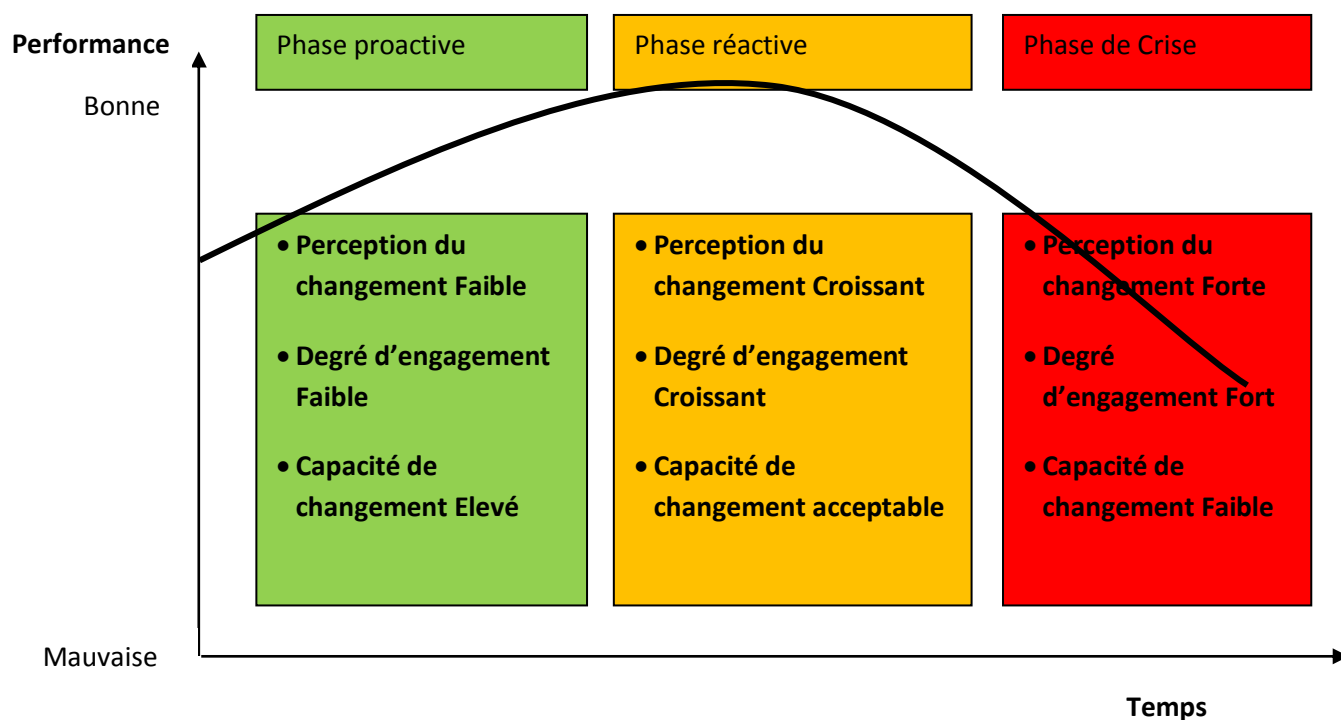 Performance
Bonne
Phase proactive
Phase réactive
Phase de Crise
• Perception du
changement Faible
• Degré d’engagement
Faible
• Capacité de
changement Elevé
• Perception du
changement Croissant
• Degré d’engagement
Croissant
• Capacité de
changement acceptable
• Perception du
changement Forte
• Degré
d’engagement Fort
• Capacité de
changement Faible
Mauvaise
Temps